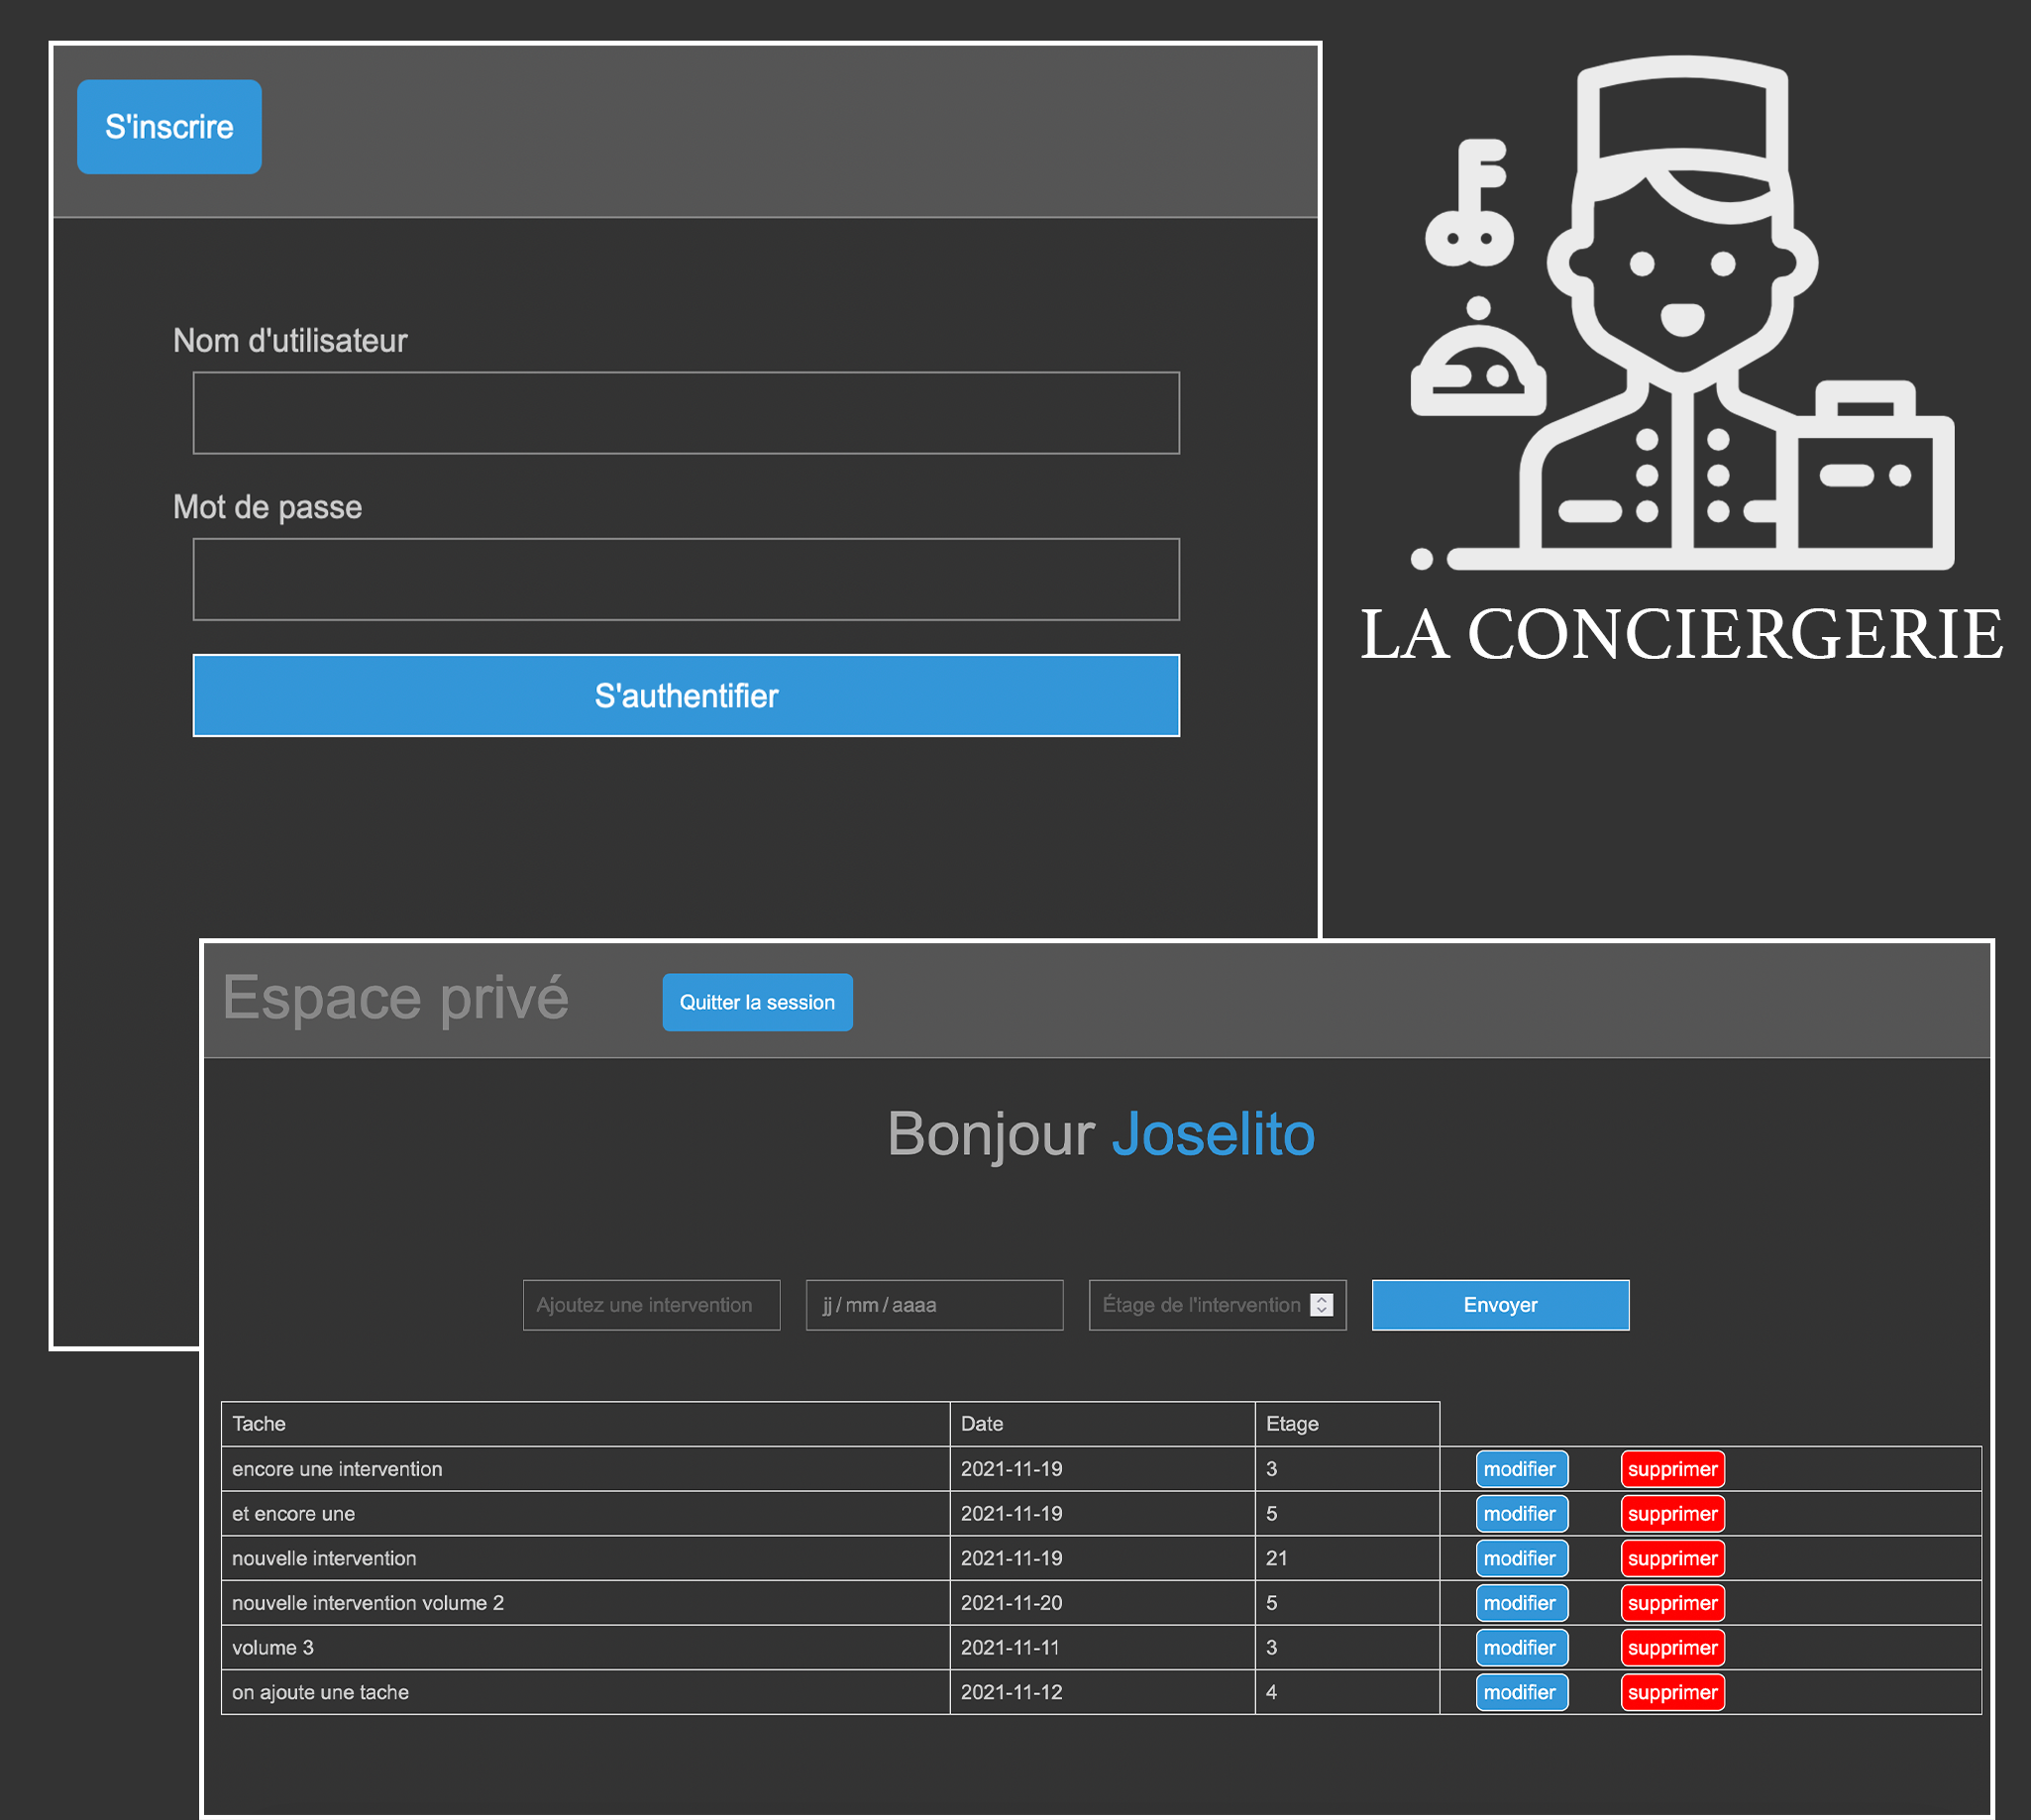 S'inscrire
Nom d'utilisateur
Mot de passe
S'authentifier
LA CONCIERGERIE
Espace privé
Quitter la session
Bonjour Joselito
Ajoutez une intervention jj / mm / aaaa Étage de l'intervention Envoyer
Tache Date Etage
encore une intervention 2021-11-19 3 modifier supprimer
et encore une 2021-11-19 5 modifier supprimer
nouvelle intervention 2021-11-19 21 modifier supprimer
nouvelle intervention volume 2 2021-11-20 5 modifier supprimer
volume 3 2021-11-11 3 modifier supprimer
on ajoute une tache 2021-11-12 4 modifier supprimer